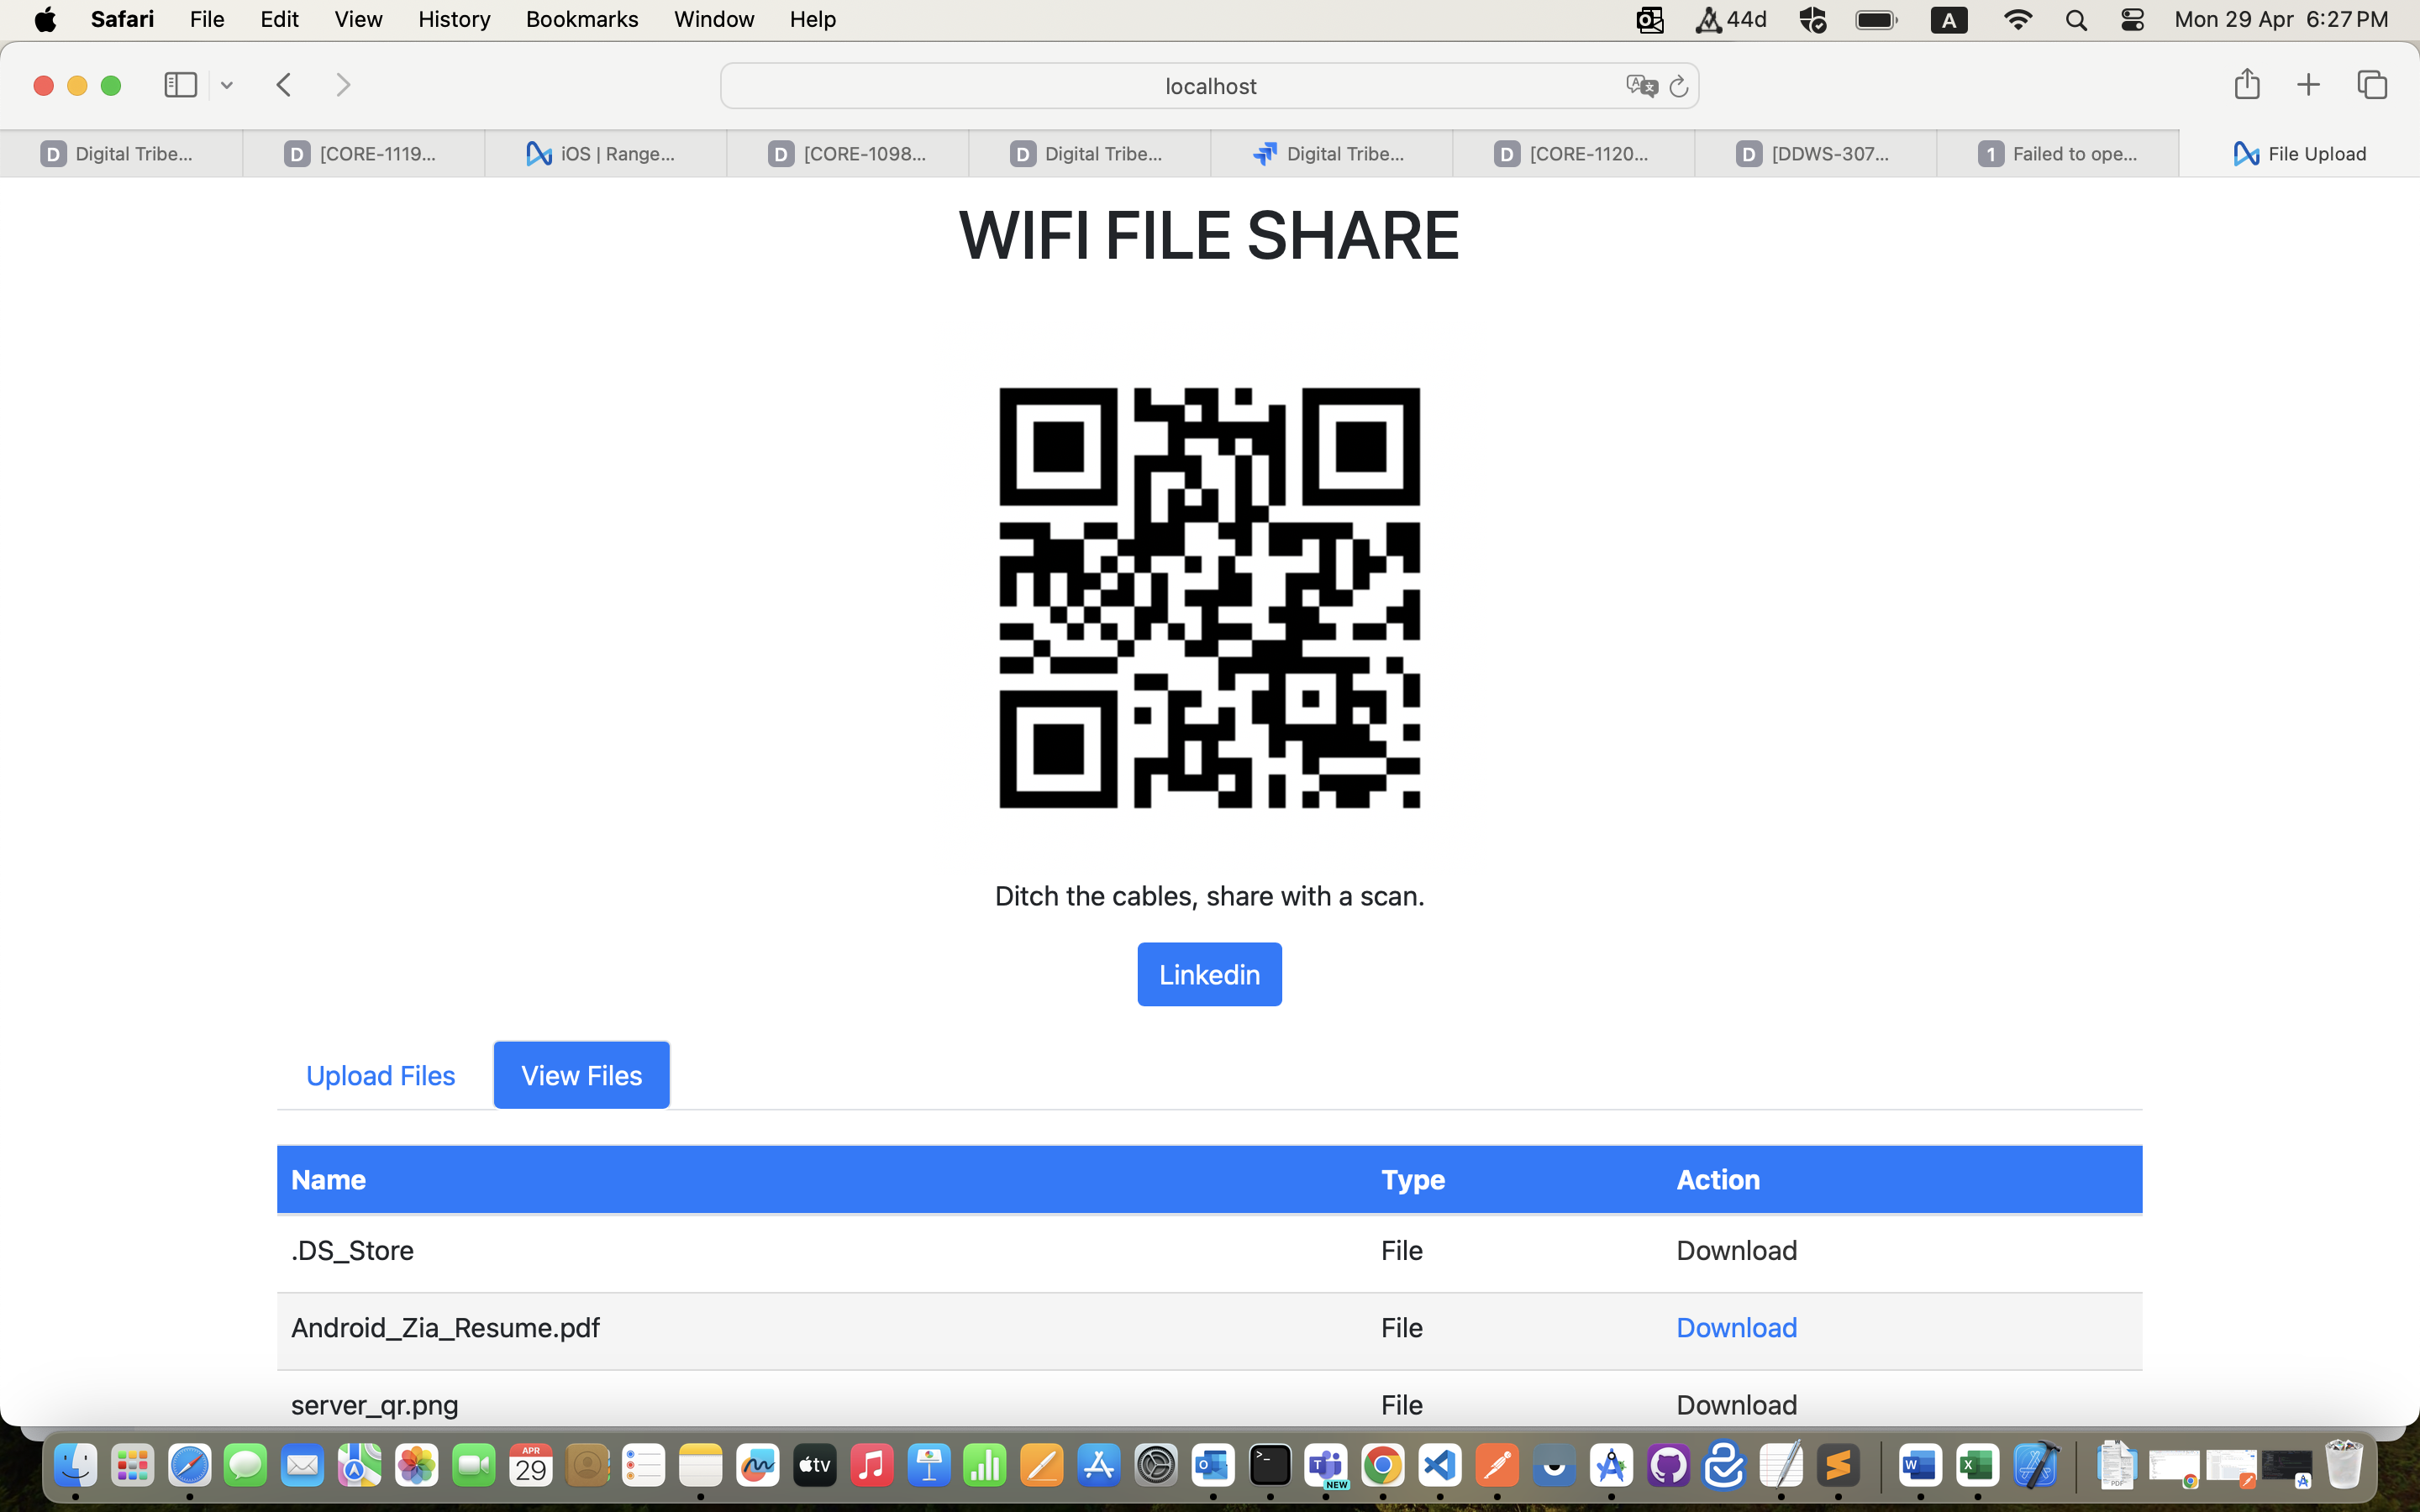 Safari File Edit View History Bookmarks Window Help 44d A Mon 29 Apr 6:27 PM
localhost
D Digital Tribe... D [CORE-1119... iOS | Range... D [CORE-1098... D Digital Tribe... Digital Tribe... D [CORE-1120... D [DDWS-307... 1 Failed to ope... File Upload
WIFI FILE SHARE
Ditch the cables, share with a scan.
Linkedin
Upload Files View Files
Name Type Action
.DS_Store File Download
Android_Zia_Resume.pdf File Download
server_qr.png File Download
APR
29
tv
NEW
PDF